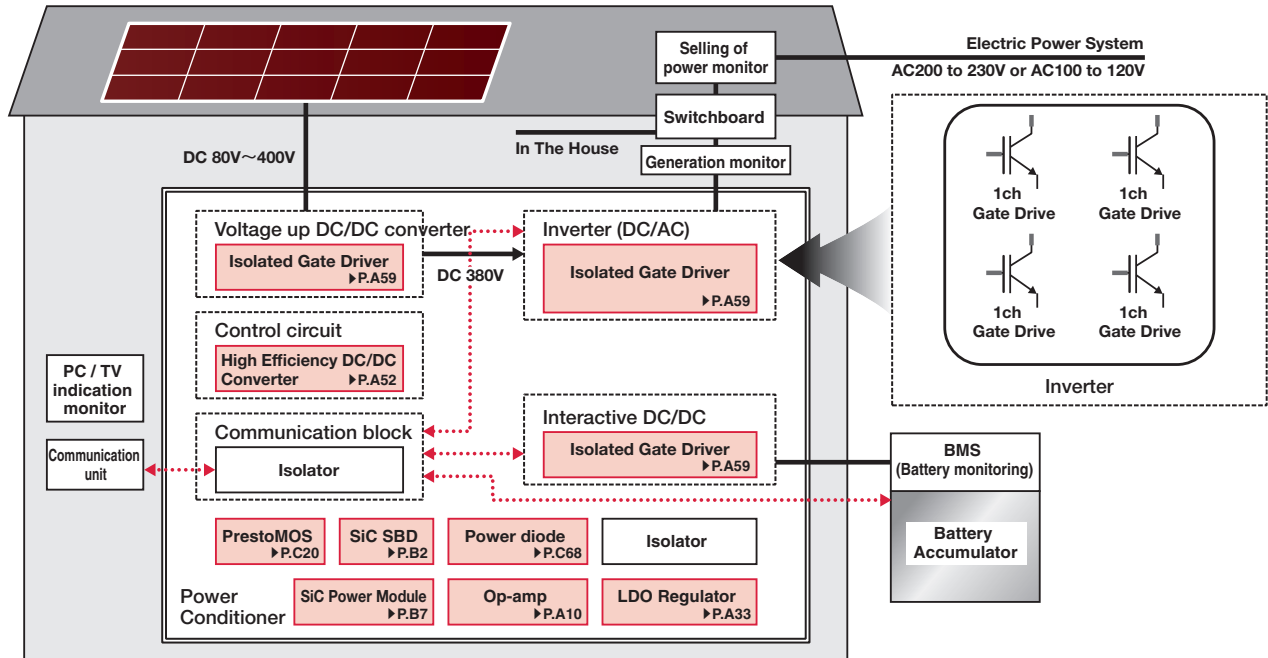 Selling of
power monitor
Electric Power System
AC200 to 230V or AC100 to 120V
Switchboard
In The House
Generation monitor
DC 80V～400V
1ch
Gate Drive
1ch
Gate Drive
1ch
Gate Drive
1ch
Gate Drive
Inverter
Voltage up DC/DC converter
Isolated Gate Driver
▶P.A59
DC 380V
Inverter (DC/AC)
Isolated Gate Driver
▶P.A59
Control circuit
High Efficiency DC/DC
Converter ▶P.A52
PC / TV
indication
monitor
Communication
unit
Communication block
Isolator
Interactive DC/DC
Isolated Gate Driver
▶P.A59
BMS
(Battery monitoring)
Battery
Accumulator
PrestoMOS
▶P.C20
SiC SBD
▶P.B2
Power diode
▶P.C68
Isolator
Power
Conditioner
SiC Power Module
▶P.B7
Op-amp
▶P.A10
LDO Regulator
▶P.A33